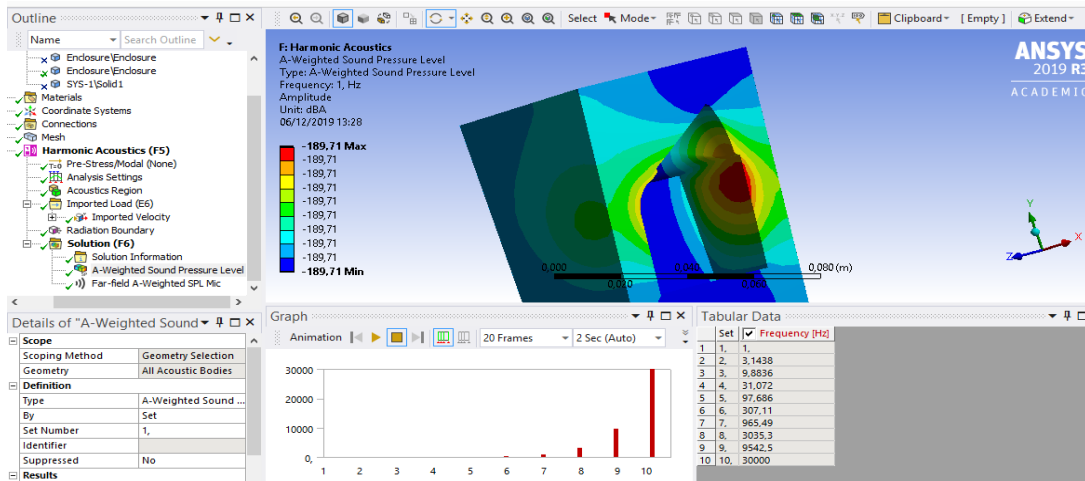 Outline
Name
Search Outline
Enclosure\Enclosure
Enclosure\Enclosure
SYS-1\Solid1
Materials
Coordinate Systems
Connections
Mesh
Harmonic Acoustics (F5)
T=0
Pre-Stress/Modal (None)
Analysis Settings
Acoustics Region
Imported Load (E6)
Imported Velocity
Radiation Boundary
Solution (F6)
Solution Information
A-Weighted Sound Pressure Level
Far-field A-Weighted SPL Mic
Details of "A-Weighted Sound
Scope
Scoping Method Geometry Selection
Geometry All Acoustic Bodies
Definition
Type A-Weighted Sound ...
By Set
Set Number 1,
Identifier
Suppressed No
Results
Select Mode Clipboard [ Empty ] Extend
F: Harmonic Acoustics
A-Weighted Sound Pressure Level
Type: A-Weighted Sound Pressure Level
Frequency: 1, Hz
Amplitude
Unit: dBA
06/12/2019 13:28
-189,71 Max
-189,71
-189,71
-189,71
-189,71
-189,71
-189,71
-189,71
-189,71
-189,71 Min
ANSYS
2019 R3
ACADEMIC
0,000 0,040 0,080 (m)
0,020 0,060
Y
Z X
Graph
Animation 20 Frames 2 Sec (Auto)
30000
20000
10000
0,
1 2 3 4 5 6 7 8 9 10
Tabular Data
Set Frequency [Hz]
1 1, 1,
2 2, 3,1438
3 3, 9,8836
4 4, 31,072
5 5, 97,686
6 6, 307,11
7 7, 965,49
8 8, 3035,3
9 9, 9542,5
10 10, 30000